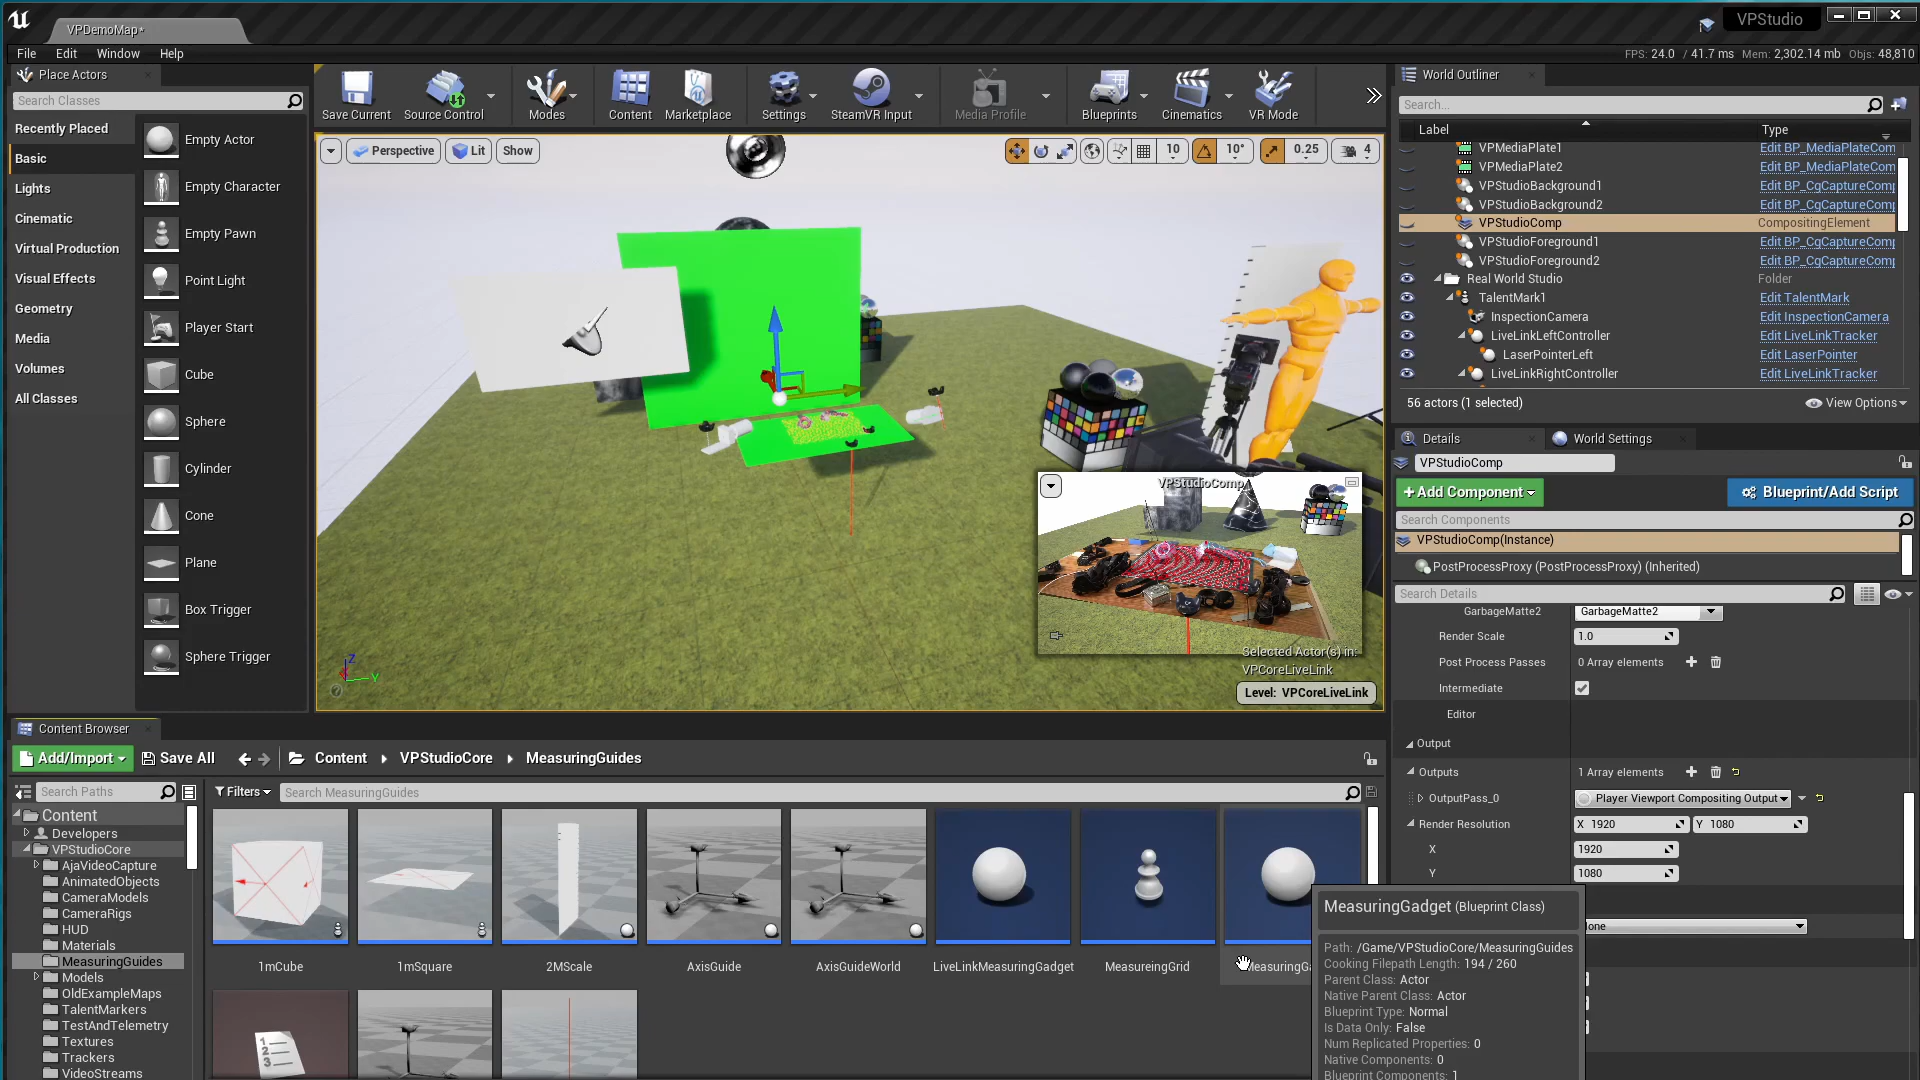 VPDemoMap*
VPStudio
File Edit Window Help
FPS: 24.0 / 41.7 ms Mem: 2,302.14 mb Objs: 48,810
Place Actors
Search Classes
Recently Placed
Basic
Lights
Cinematic
Virtual Production
Visual Effects
Geometry
Media
Volumes
All Classes
Empty Actor
Empty Character
Empty Pawn
Point Light
Player Start
Cube
Sphere
Cylinder
Cone
Plane
Box Trigger
Sphere Trigger
Save Current Source Control Modes Content Marketplace Settings SteamVR Input Media Profile Blueprints Cinematics VR Mode
Perspective Lit Show
10 10° 0.25 4
VPStudioComp
Selected Actor(s) in:
VPCoreLiveLink
Level: VPCoreLiveLink
Z
Y
World Outliner
Search...
Label Type
VPMediaPlate1 Edit BP_MediaPlateCom
VPMediaPlate2 Edit BP_MediaPlateCom
VPStudioBackground1 Edit BP_CgCaptureComp
VPStudioBackground2 Edit BP_CgCaptureComp
VPStudioComp CompositingElement
VPStudioForeground1 Edit BP_CgCaptureComp
VPStudioForeground2 Edit BP_CgCaptureComp
Real World Studio Folder
TalentMark1 Edit TalentMark
InspectionCamera Edit InspectionCamera
LiveLinkLeftController Edit LiveLinkTracker
LaserPointerLeft Edit LaserPointer
LiveLinkRightController Edit LiveLinkTracker
56 actors (1 selected) View Options
Details World Settings
VPStudioComp
+Add Component Blueprint/Add Script
Search Components
VPStudioComp(Instance)
PostProcessProxy (PostProcessProxy) (Inherited)
Search Details
GarbageMatte2 GarbageMatte2
Render Scale 1.0
Post Process Passes 0 Array elements
Intermediate
Editor
Output
Outputs 1 Array elements
OutputPass_0 Player Viewport Compositing Output
Render Resolution X 1920 Y 1080
X 1920
Y 1080
Content Browser
Add/Import Save All Content VPStudioCore MeasuringGuides
Search Paths
Filters Search MeasuringGuides
Content
Developers
VPStudioCore
AjaVideoCapture
AnimatedObjects
CameraModels
CameraRigs
HUD
Materials
MeasuringGuides
Models
OldExampleMaps
TalentMarkers
TestAndTelemetry
Textures
Trackers
VideoStreams
1mCube 1mSquare 2MScale AxisGuide AxisGuideWorld LiveLinkMeasuringGadget MeasureingGrid MeasuringGa
MeasuringGadget (Blueprint Class)
Path: /Game/VPStudioCore/MeasuringGuides
Cooking Filepath Length: 194 / 260
Parent Class: Actor
Native Parent Class: Actor
Blueprint Type: Normal
Is Data Only: False
Num Replicated Properties: 0
Native Components: 0
Blueprint Components: 1